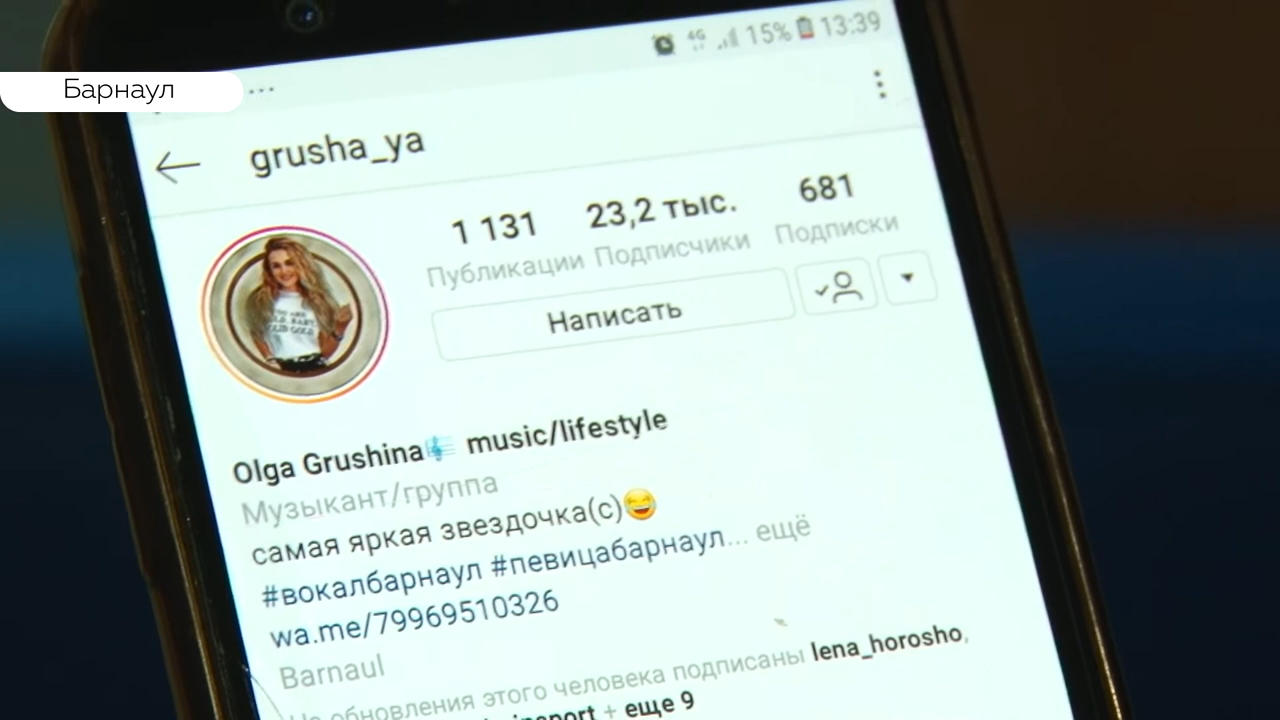 Барнаул
4G 15% 13:39
grusha_ya
1 131 23,2 тыс. 681
Публикации Подписчики Подписки
Написать
Olga Grushina music/lifestyle
Музыкант/группа
самая яркая звездочка(с)
#вокалбарнаул #певицабарнаул... ещё
wa.me/79969510326
Barnaul
обновления этого человека подписаны lena_horosho,
+ еще 9